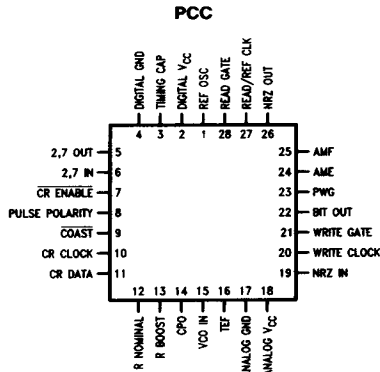 PCC
DIGITAL GND
TIMING CAP
DIGITAL VCC
REF OSC
READ GATE
READ/REF CLK
NRZ OUT
4 3 2 1 28 27 26
2,7 OUT 5
2,7 IN 6
CR ENABLE 7
PULSE POLARITY 8
COAST 9
CR CLOCK 10
CR DATA 11
25 AMF
24 AME
23 PWG
22 BIT OUT
21 WRITE GATE
20 WRITE CLOCK
19 NRZ IN
12 13 14 15 16 17 18
R NOMINAL
R BOOST
CPO
VCO IN
TEF
ANALOG GND
ANALOG VCC